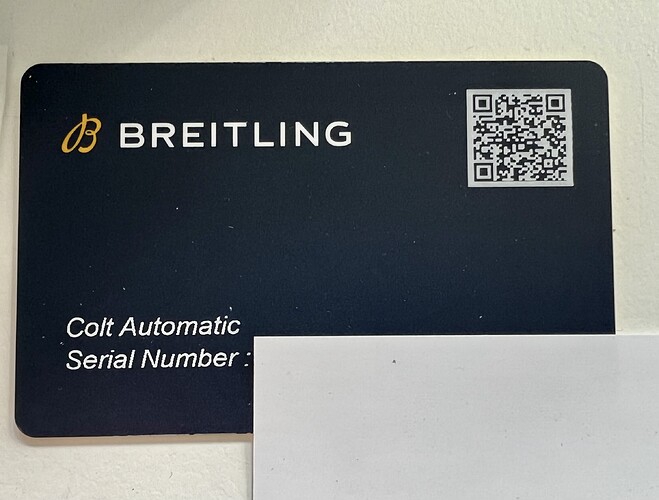 BREITLING
Colt Automatic
Serial Number :